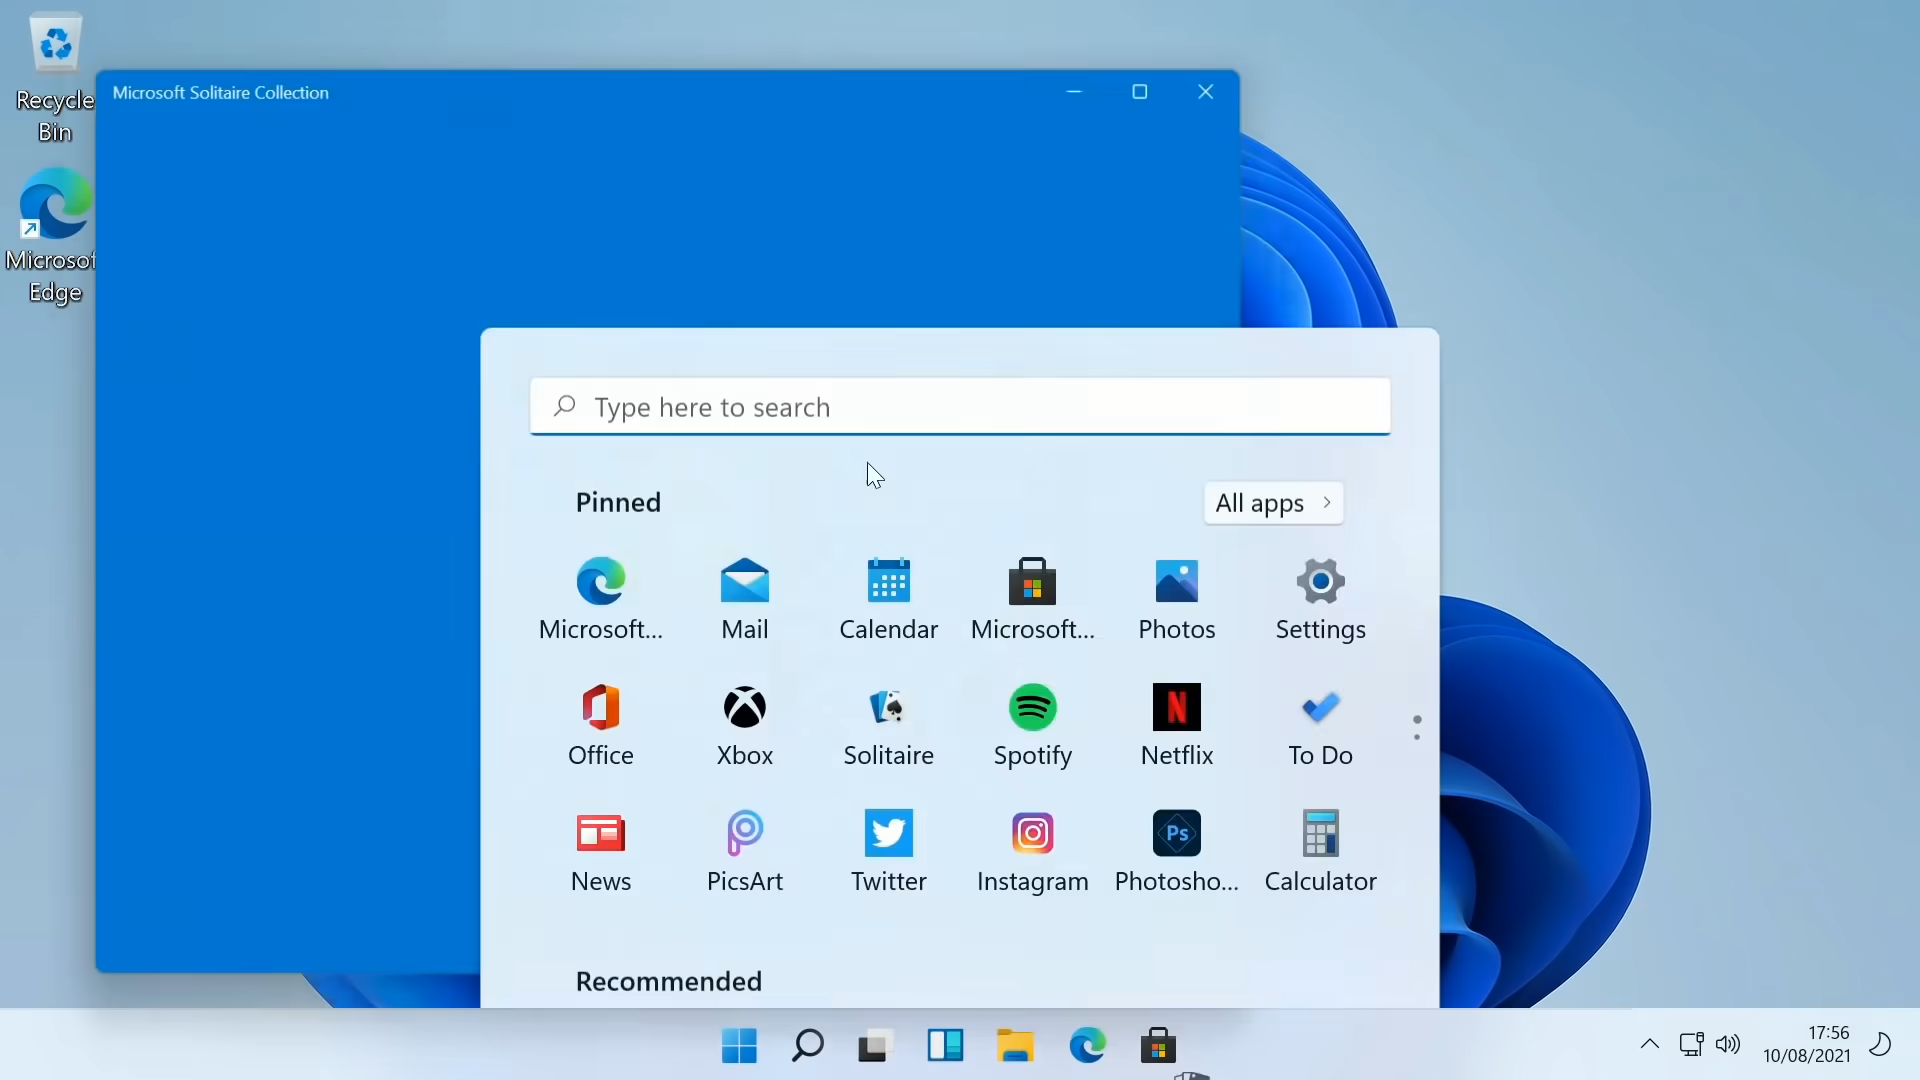 Recycle
Bin
Microsof
Edge
Microsoft Solitaire Collection
Type here to search
Pinned
All apps
Microsoft...
Mail
Calendar
Microsoft...
Photos
Settings
Office
Xbox
Solitaire
Spotify
Netflix
To Do
News
PicsArt
Twitter
Instagram
Ps
Photosho...
Calculator
Recommended
17:56
10/08/2021